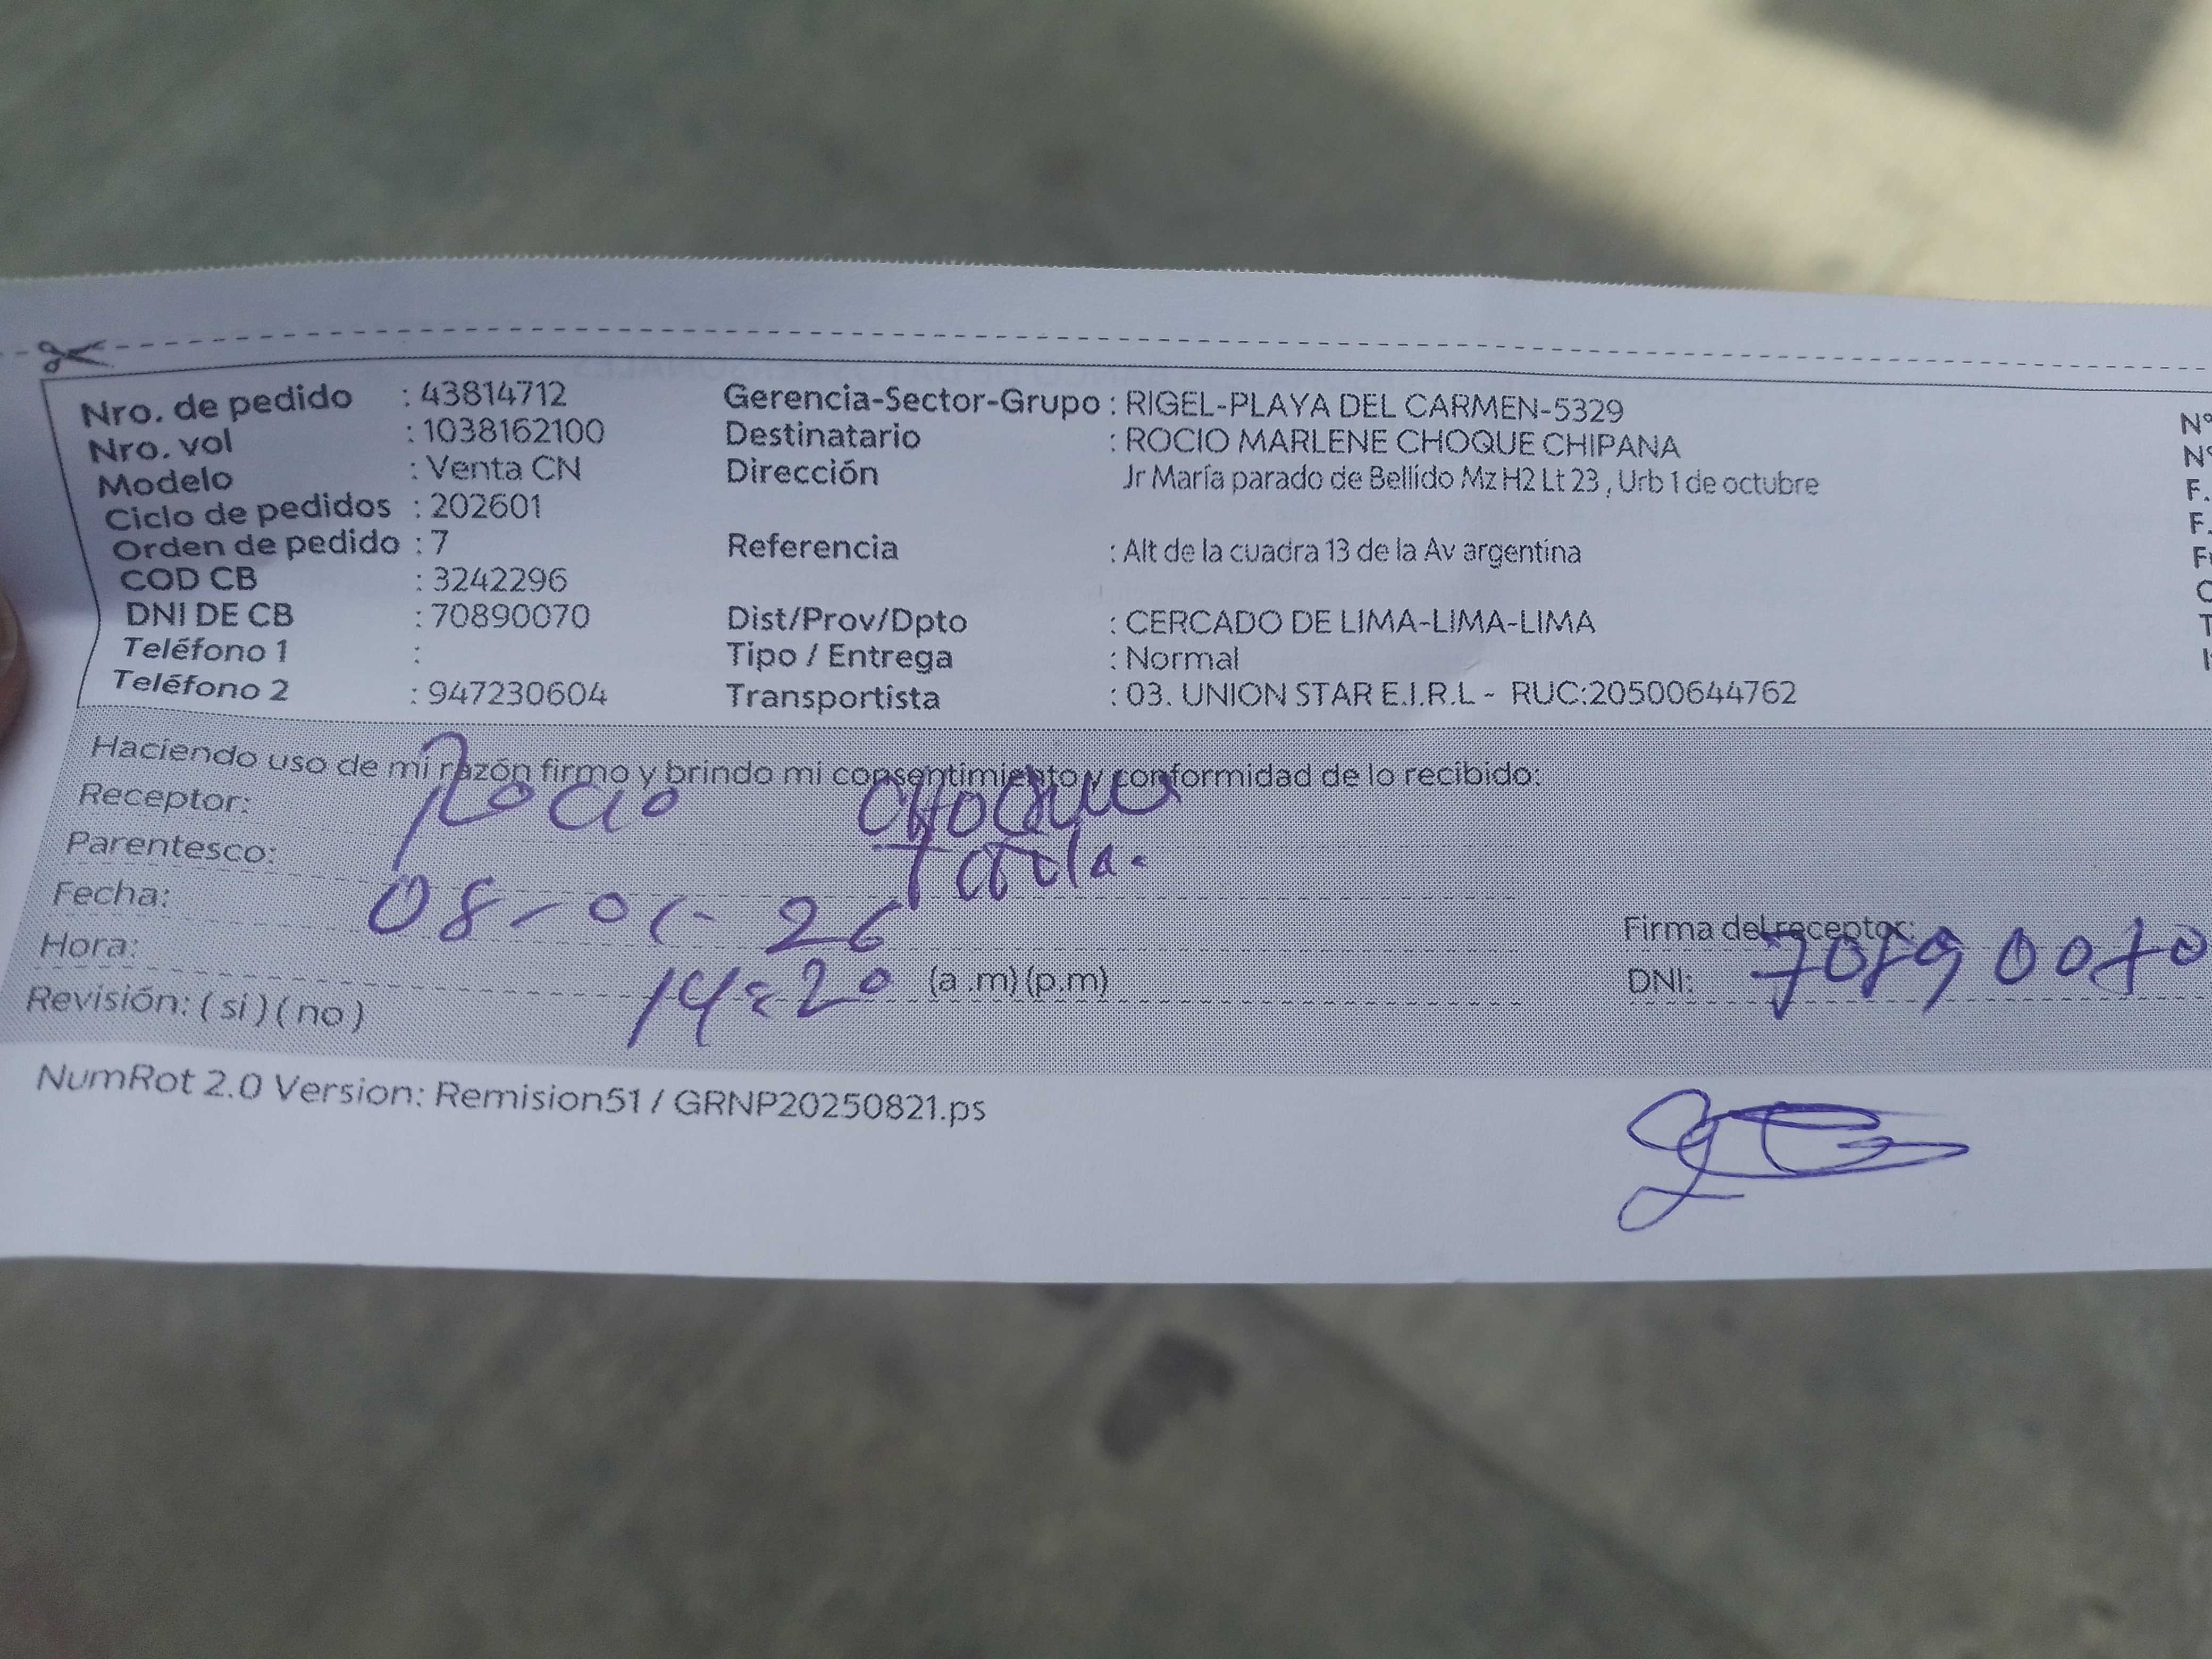 Nro. de pedido : 43814712 Gerencia-Sector-Grupo : RIGEL-PLAYA DEL CARMEN-5329
Nro. vol : 1038162100 Destinatario : ROCIO MARLENE CHOQUE CHIPANA
Modelo : Venta CN Dirección Jr María parado de Bellido Mz H2 Lt 23 , Urb 1 de octubre
Ciclo de pedidos : 202601
Orden de pedido : 7 Referencia : Alt de la cuadra 13 de la Av argentina
COD CB : 3242296
DNI DE CB : 70890070 Dist/Prov/Dpto : CERCADO DE LIMA-LIMA-LIMA
Teléfono 1 : Tipo / Entrega : Normal
Teléfono 2 : 947230604 Transportista : 03. UNION STAR E.I.R.L - RUC:20500644762
N°
N°
F.
F.
Haciendo uso de mi razón firmo y brindo mi consentimiento y conformidad de lo recibido:
Receptor: Rocio CHOQUE
Parentesco:
Fecha: 08-01-26
Hora: 14:20 (a .m) (p.m)
Revisión: ( si ) ( no )
Firma del receptor:
DNI: 70890070
NumRot 2.0 Version: Remision51 / GRNP20250821.ps